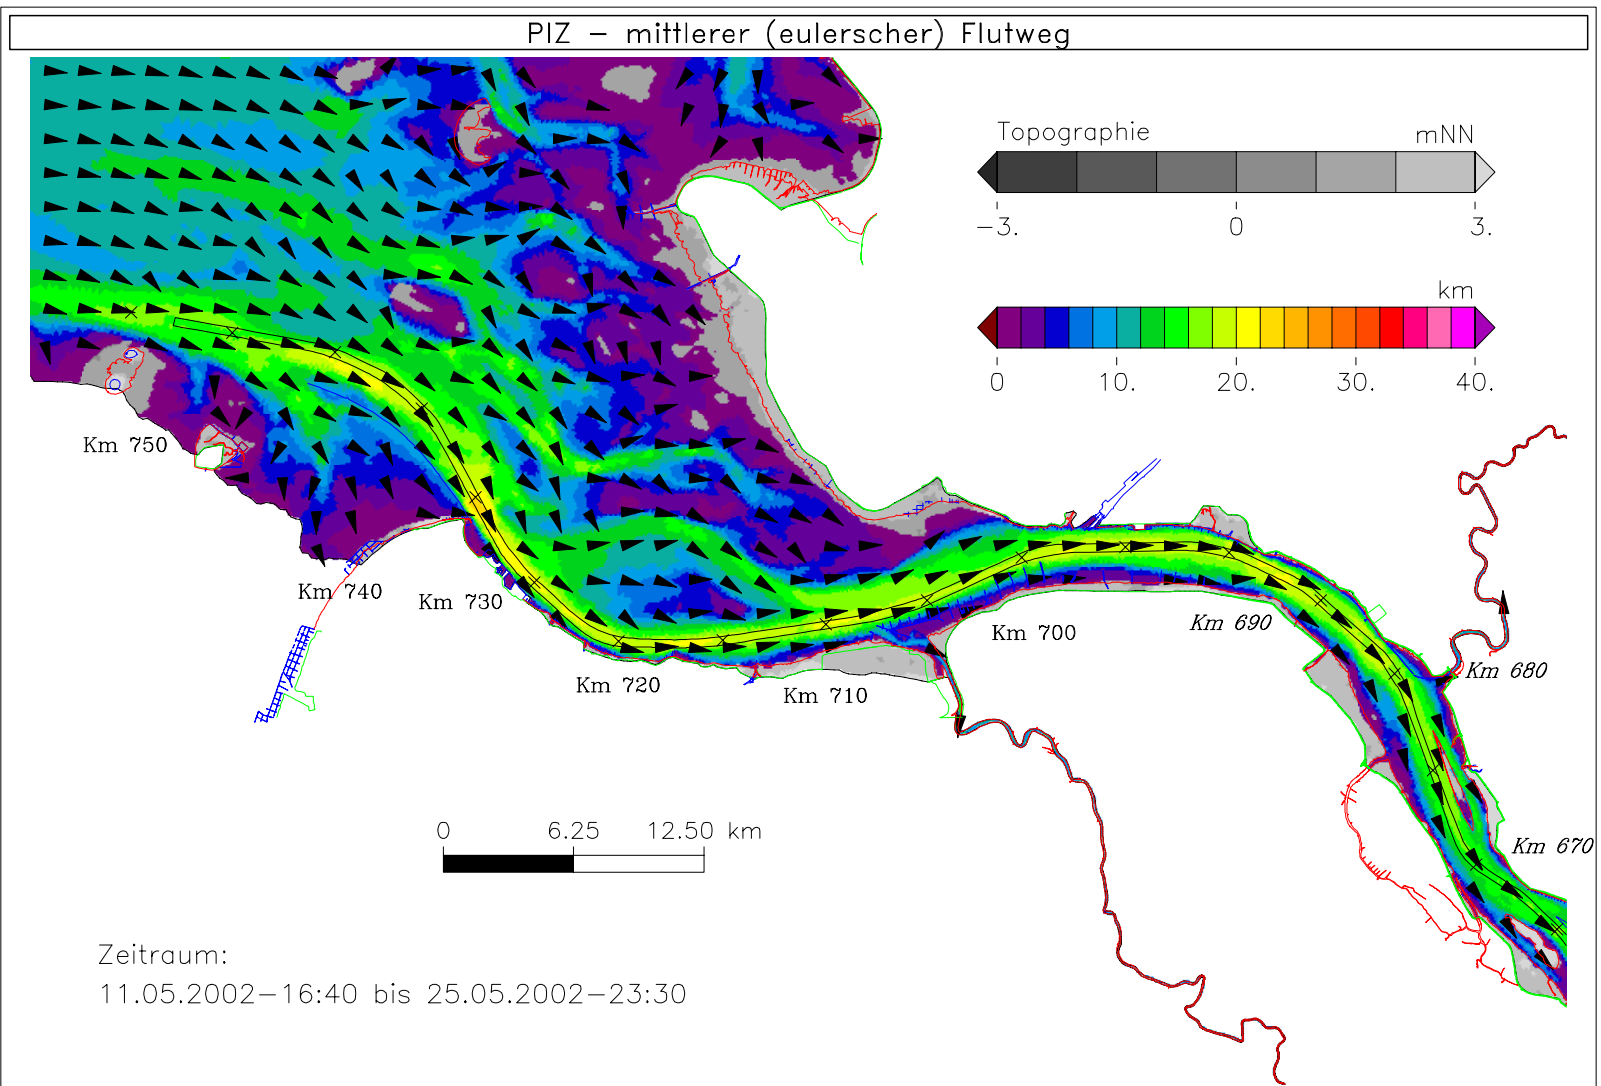 PIZ - mittlerer (eulerscher) Flutweg
Topographie mNN
-3. 0 3.
km
0 10. 20. 30. 40.
Km 750
Km 740
Km 730
Km 720
Km 710
Km 700
Km 690
Km 680
Km 670
0 6.25 12.50 km
Zeitraum:
11.05.2002-16:40 bis 25.05.2002-23:30